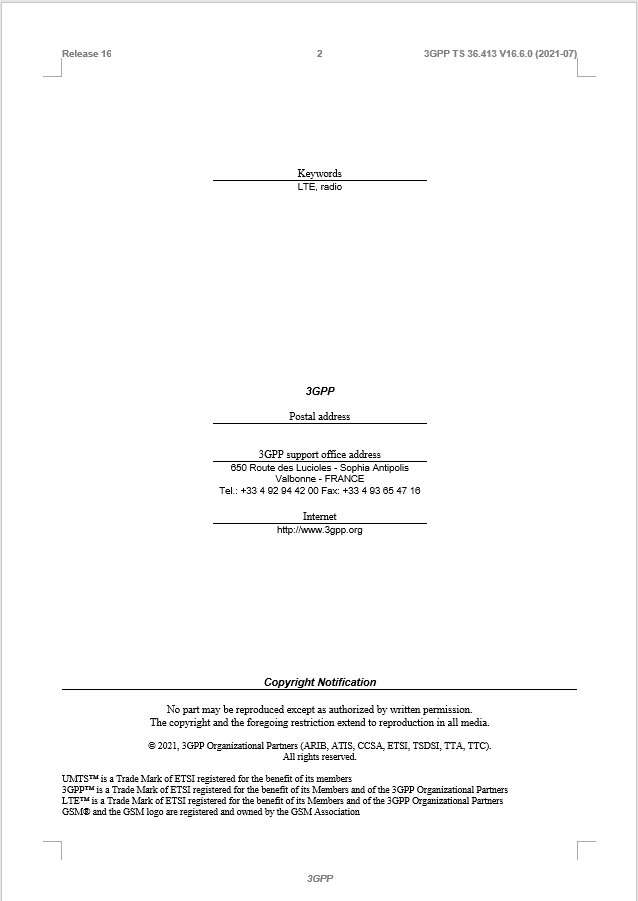 Release 16 2 3GPP TS 36.413 V16.6.0 (2021-07)
Keywords
LTE, radio
3GPP
Postal address
3GPP support office address
650 Route des Lucioles - Sophia Antipolis
Valbonne - FRANCE
Tel.: +33 4 92 94 42 00 Fax: +33 4 93 65 47 16
Internet
http://www.3gpp.org
Copyright Notification
No part may be reproduced except as authorized by written permission.
The copyright and the foregoing restriction extend to reproduction in all media.
© 2021, 3GPP Organizational Partners (ARIB, ATIS, CCSA, ETSI, TSDSI, TTA, TTC).
All rights reserved.
UMTS™ is a Trade Mark of ETSI registered for the benefit of its members
3GPP™ is a Trade Mark of ETSI registered for the benefit of its Members and of the 3GPP Organizational Partners
LTE™ is a Trade Mark of ETSI registered for the benefit of its Members and of the 3GPP Organizational Partners
GSM® and the GSM logo are registered and owned by the GSM Association
3GPP